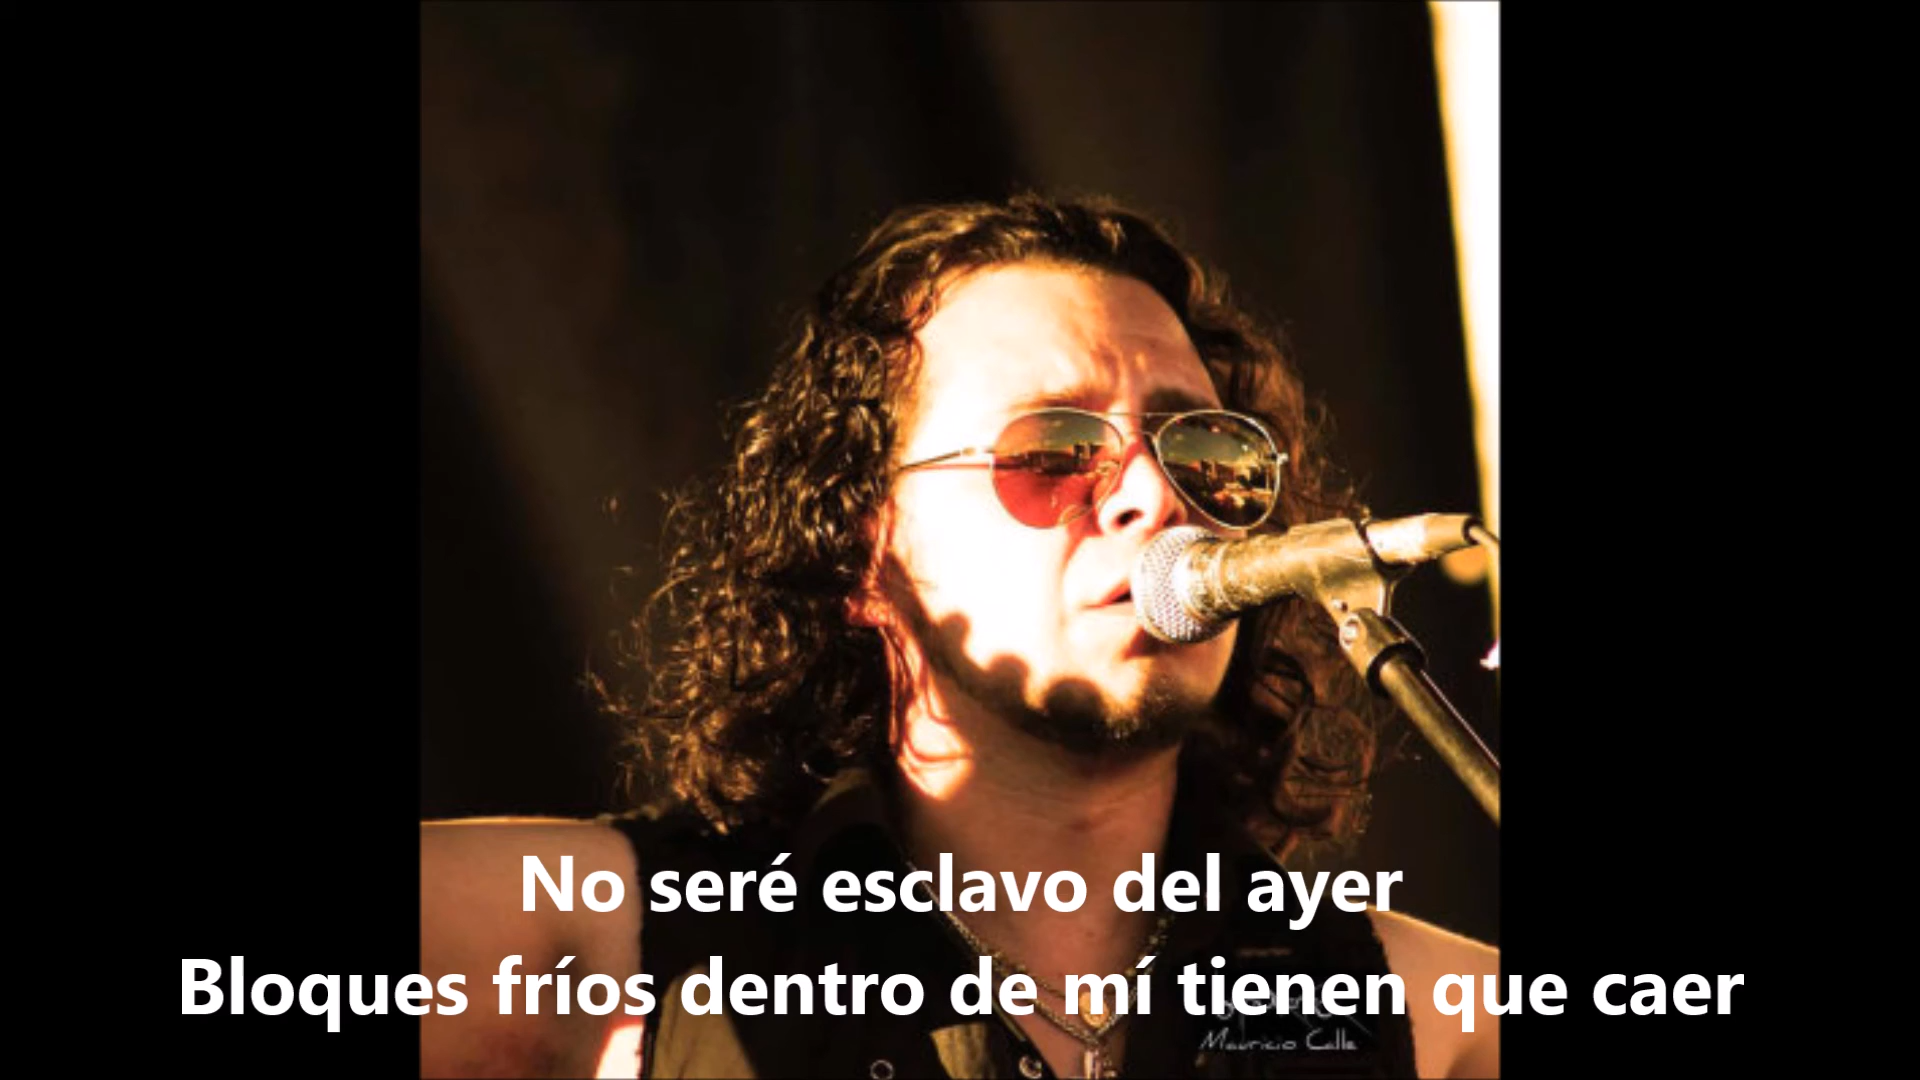 No seré esclavo del ayer
Bloques fríos dentro de mí tienen que caer
Mauricio Calle